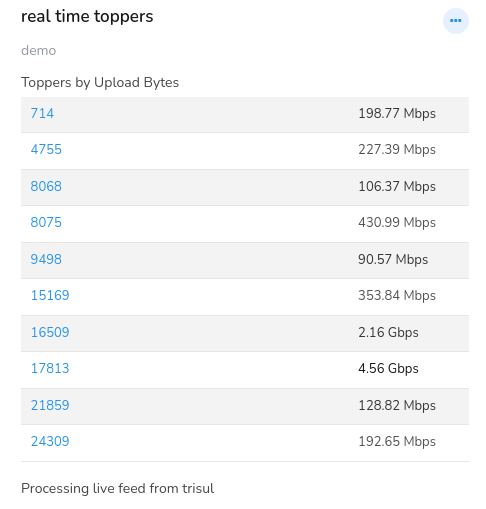 real time toppers
demo
Toppers by Upload Bytes
714 198.77 Mbps
4755 227.39 Mbps
8068 106.37 Mbps
8075 430.99 Mbps
9498 90.57 Mbps
15169 353.84 Mbps
16509 2.16 Gbps
17813 4.56 Gbps
21859 128.82 Mbps
24309 192.65 Mbps
Processing live feed from trisul